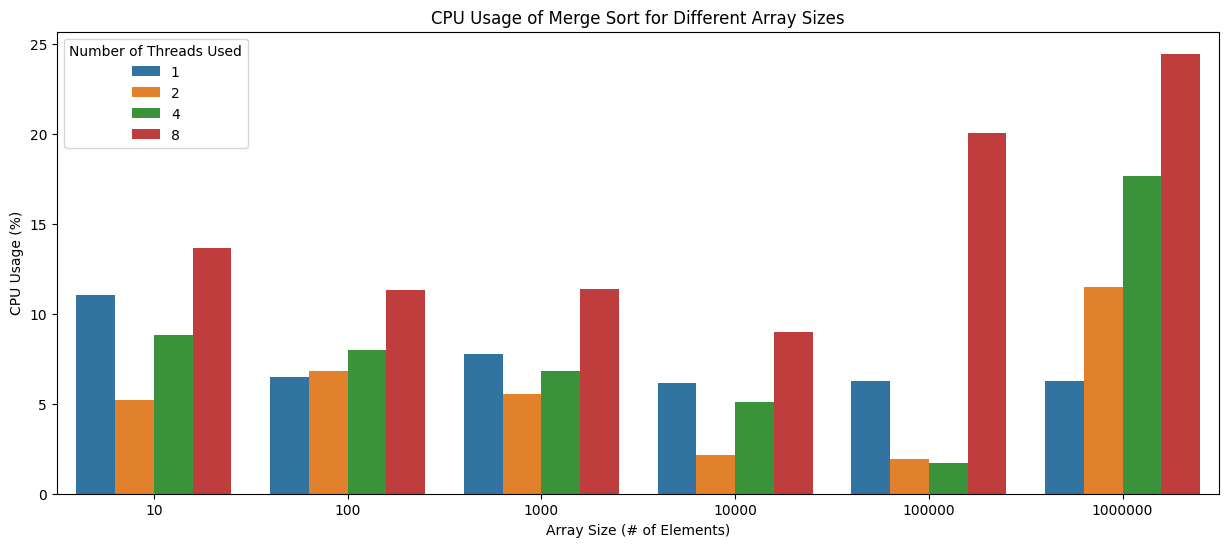 CPU Usage of Merge Sort for Different Array Sizes
Number of Threads Used
1
2
4
8
CPU Usage (%)
25
20
15
10
5
0
10 100 1000 10000 100000 1000000
Array Size (# of Elements)